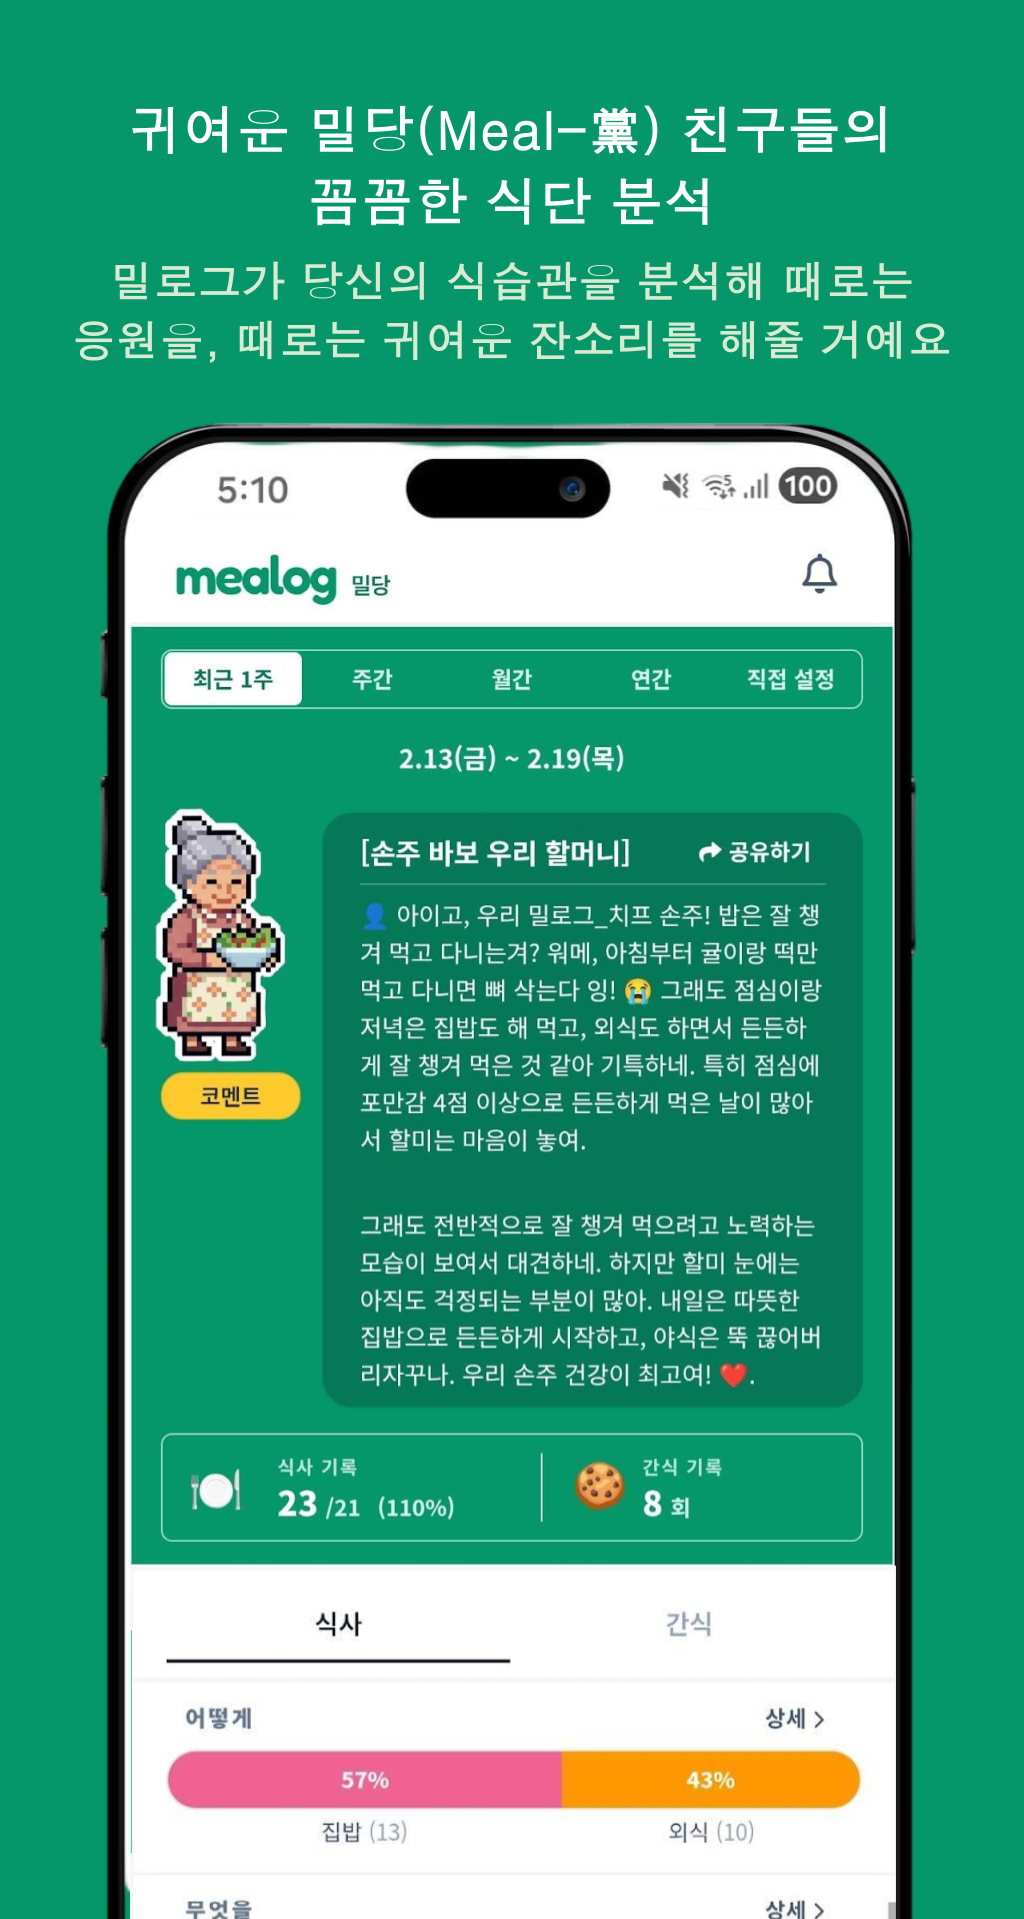 귀여운 밀당(Meal-黨) 친구들의
꼼꼼한 식단 분석
밀로그가 당신의 식습관을 분석해 때로는
응원을, 때로는 귀여운 잔소리를 해줄 거예요
5:10 5 100
mealog 밀당
최근 1주 주간 월간 연간 직접 설정
2.13(금) ~ 2.19(목)
[손주 바보 우리 할머니] 공유하기
👤 아이고, 우리 밀로그_치프 손주! 밥은 잘 챙
겨 먹고 다니는겨? 워메, 아침부터 귤이랑 떡만
먹고 다니면 뼈 삭는다 잉! 😭 그래도 점심이랑
저녁은 집밥도 해 먹고, 외식도 하면서 든든하
게 잘 챙겨 먹은 것 같아 기특하네. 특히 점심에
포만감 4점 이상으로 든든하게 먹은 날이 많아
서 할미는 마음이 놓여.
그래도 전반적으로 잘 챙겨 먹으려고 노력하는
모습이 보여서 대견하네. 하지만 할미 눈에는
아직도 걱정되는 부분이 많아. 내일은 따뜻한
집밥으로 든든하게 시작하고, 야식은 뚝 끊어버
리자꾸나. 우리 손주 건강이 최고여! ❤️.
코멘트
식사 기록
23 /21 (110%)
간식 기록
8 회
식사 간식
어떻게 상세 >
57% 43%
집밥 (13) 외식 (10)
무엇을 상세 >